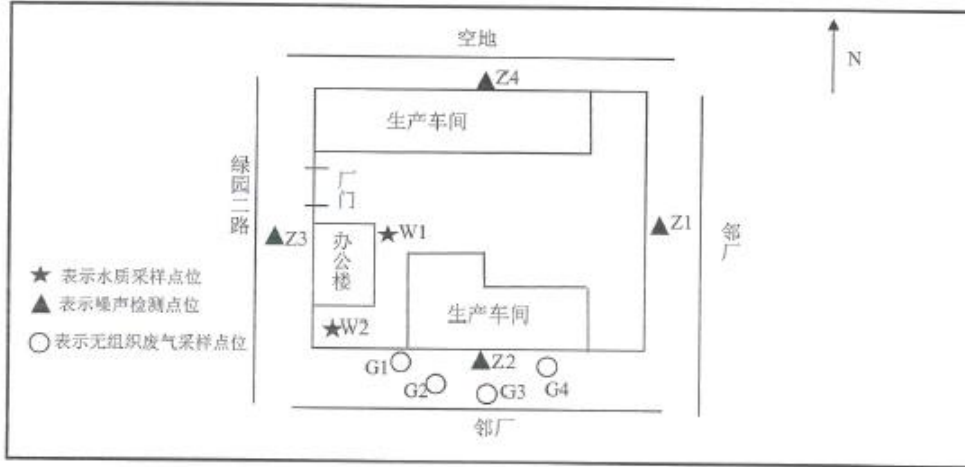 空地
N
Z4
生产车间
绿园二路
厂门
Z3
W1
Z1
邻厂
办公楼
★ 表示水质采样点位
▲ 表示噪声检测点位
○ 表示无组织废气采样点位
W2
生产车间
G1
Z2
G2
G3
G4
邻厂